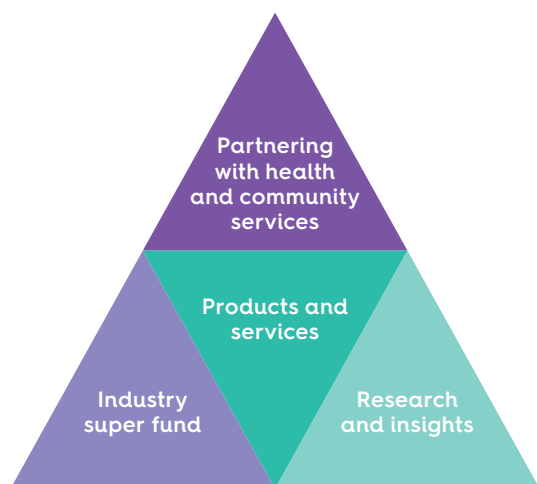 Partnering
with health
and community
services
Products and
services
Industry
super fund
Research
and insights